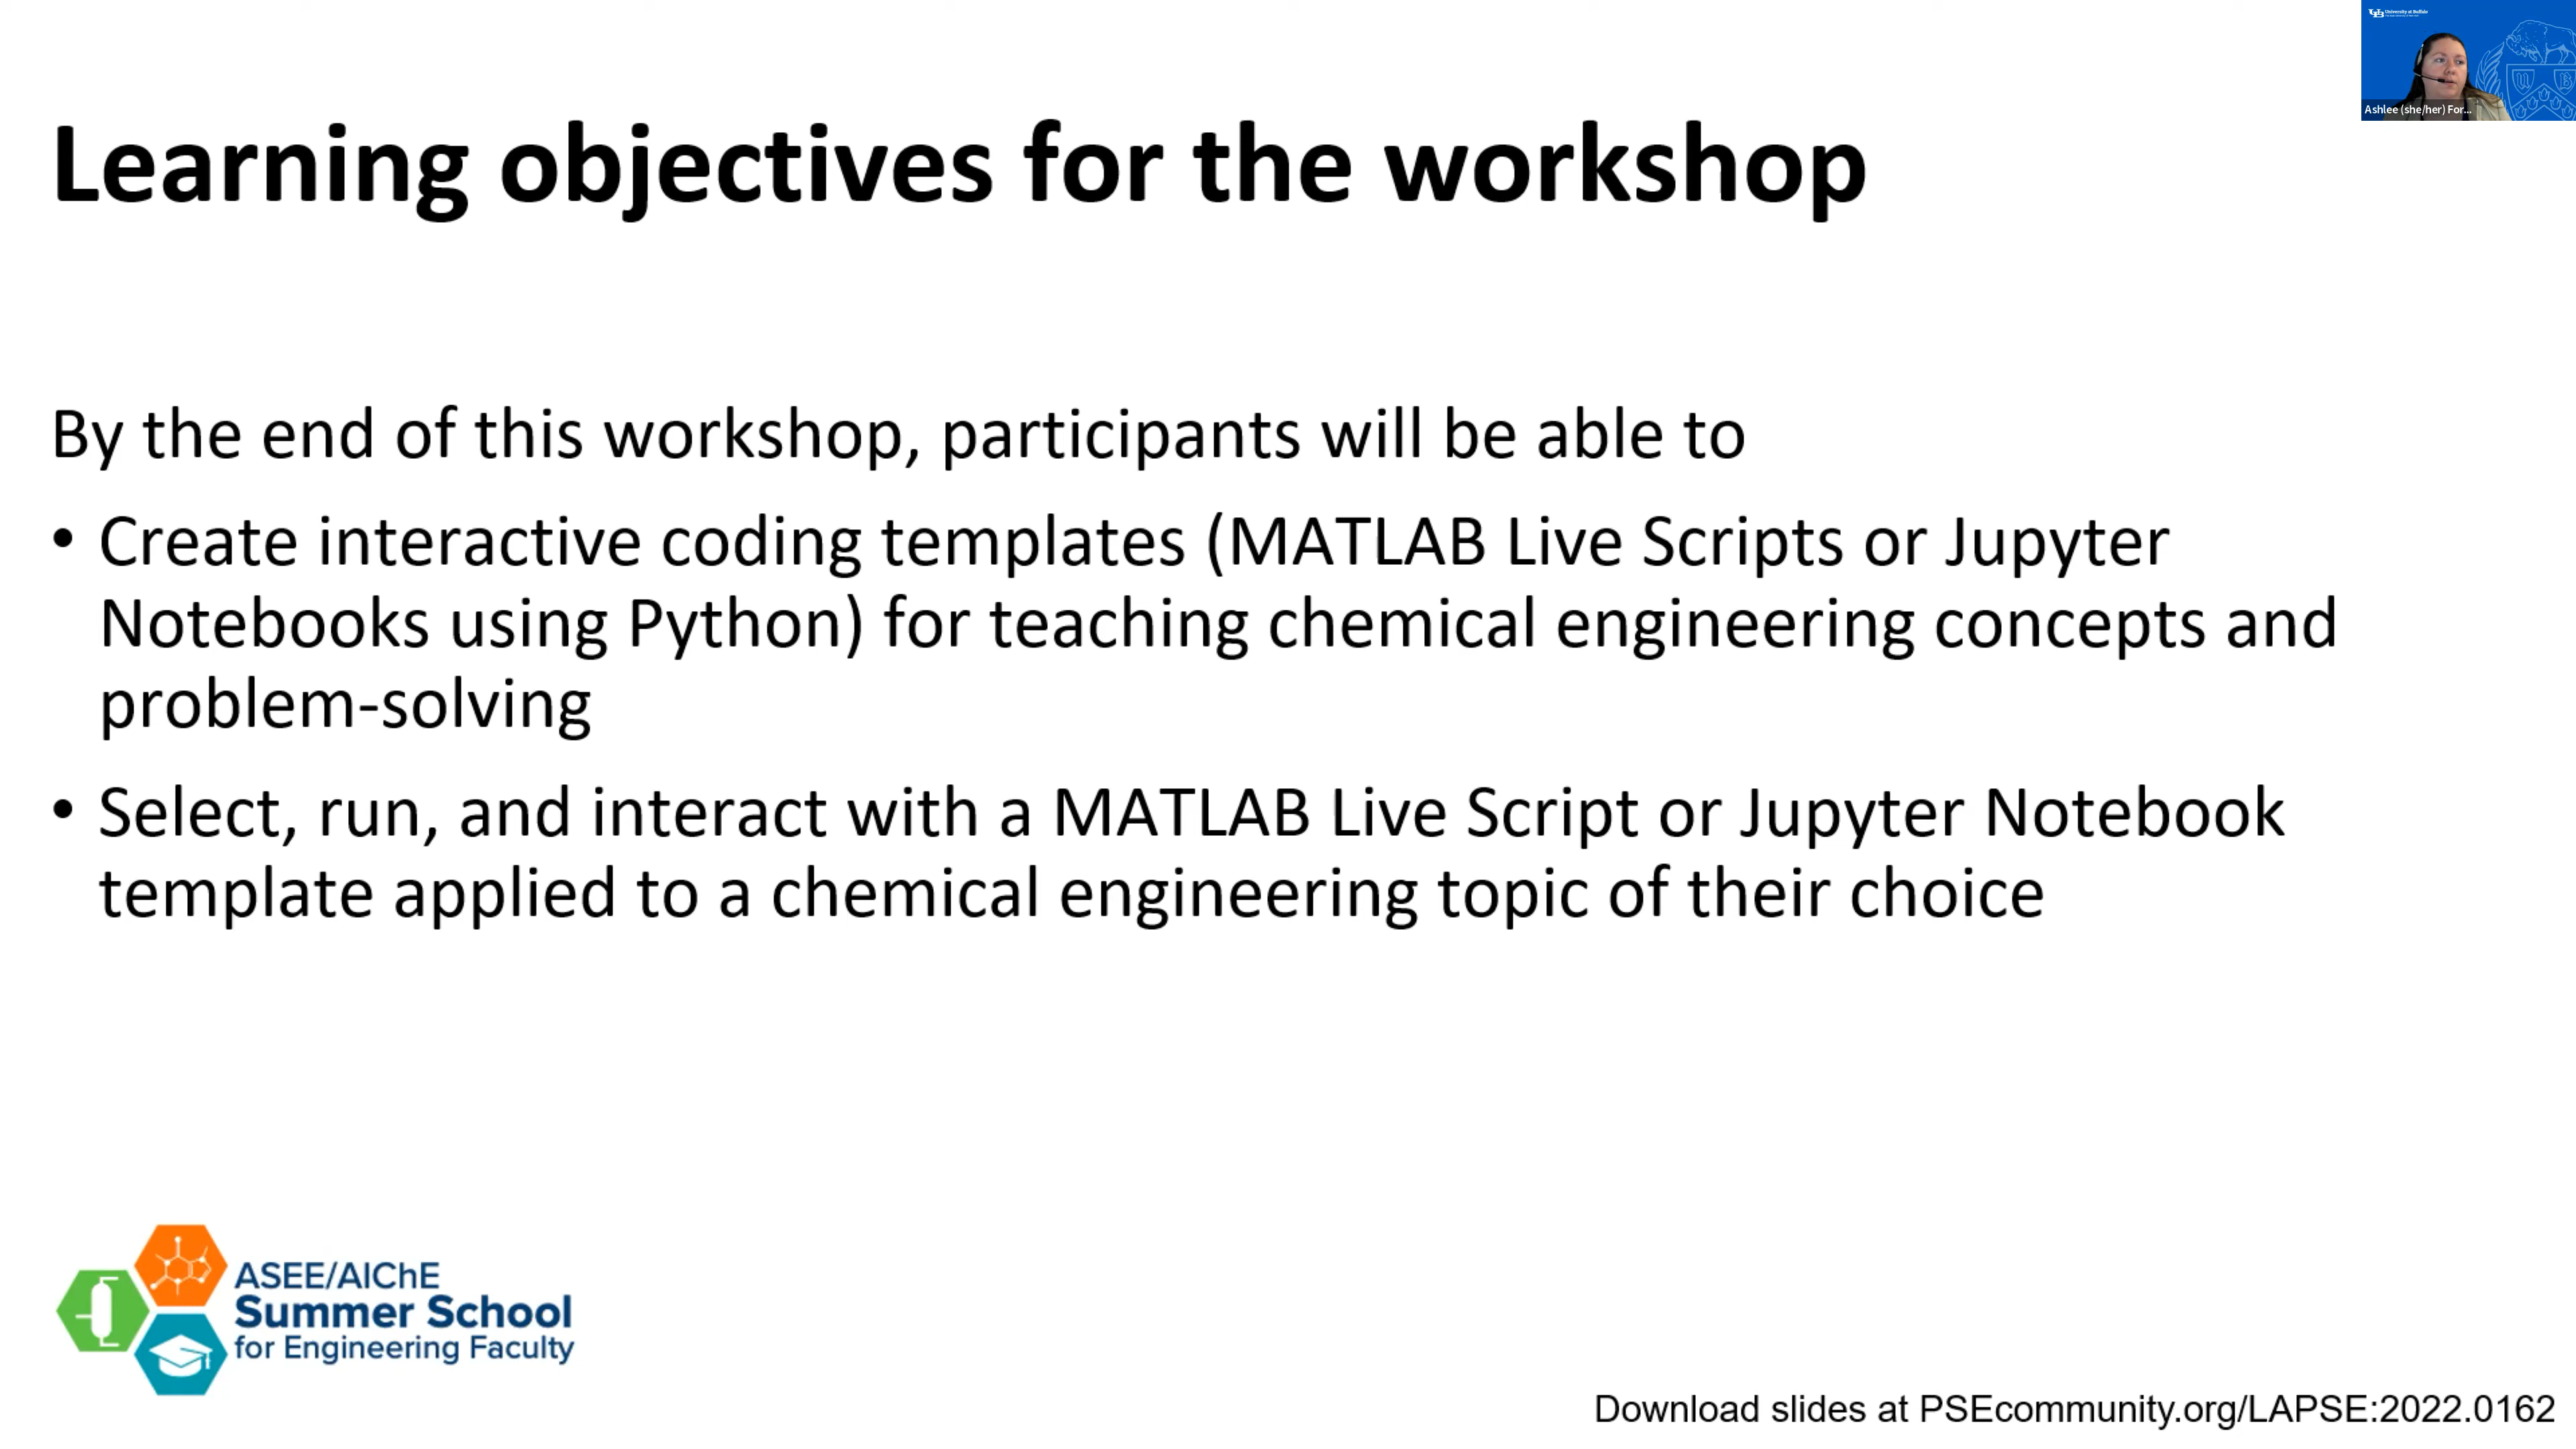 University at Buffalo
Ashlee (she/her) For...
Learning objectives for the workshop
By the end of this workshop, participants will be able to
• Create interactive coding templates (MATLAB Live Scripts or Jupyter
Notebooks using Python) for teaching chemical engineering concepts and
problem-solving
• Select, run, and interact with a MATLAB Live Script or Jupyter Notebook
template applied to a chemical engineering topic of their choice
ASEE/AIChE
Summer School
for Engineering Faculty
Download slides at PSEcommunity.org/LAPSE:2022.0162